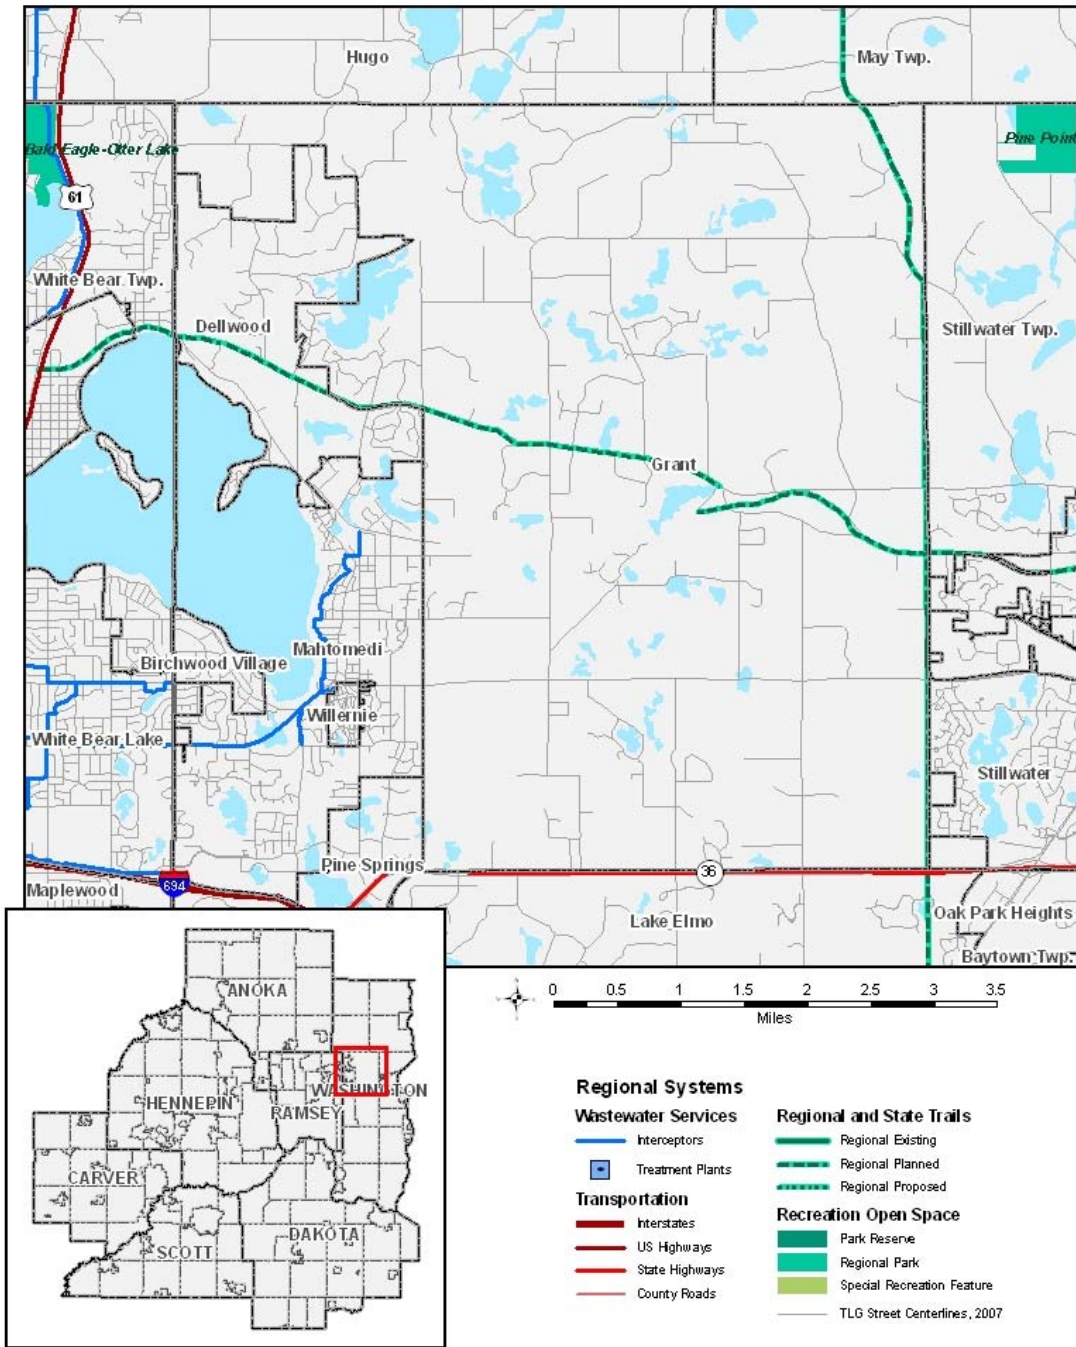 Hugo
May Twp.
Bald Eagle-Otter Lake
Pine Point
61
White Bear Twp.
Dellwood
Stillwater Twp.
Grant
Mahtomedi
Birchwood Village
Willernie
White Bear Lake
Stillwater
Pine Springs
36
694
Maplewood
Lake Elmo
Oak Park Heights
Baytown Twp.
ANOKA
WASHINGTON
HENNEPIN
RAMSEY
CARVER
DAKOTA
SCOTT
0 0.5 1 1.5 2 2.5 3 3.5
Miles
Regional Systems
Wastewater Services
Interceptors
Treatment Plants
Transportation
Interstates
US Highways
State Highways
County Roads
Regional and State Trails
Regional Existing
Regional Planned
Regional Proposed
Recreation Open Space
Park Reserve
Regional Park
Special Recreation Feature
TLG Street Centerlines, 2007